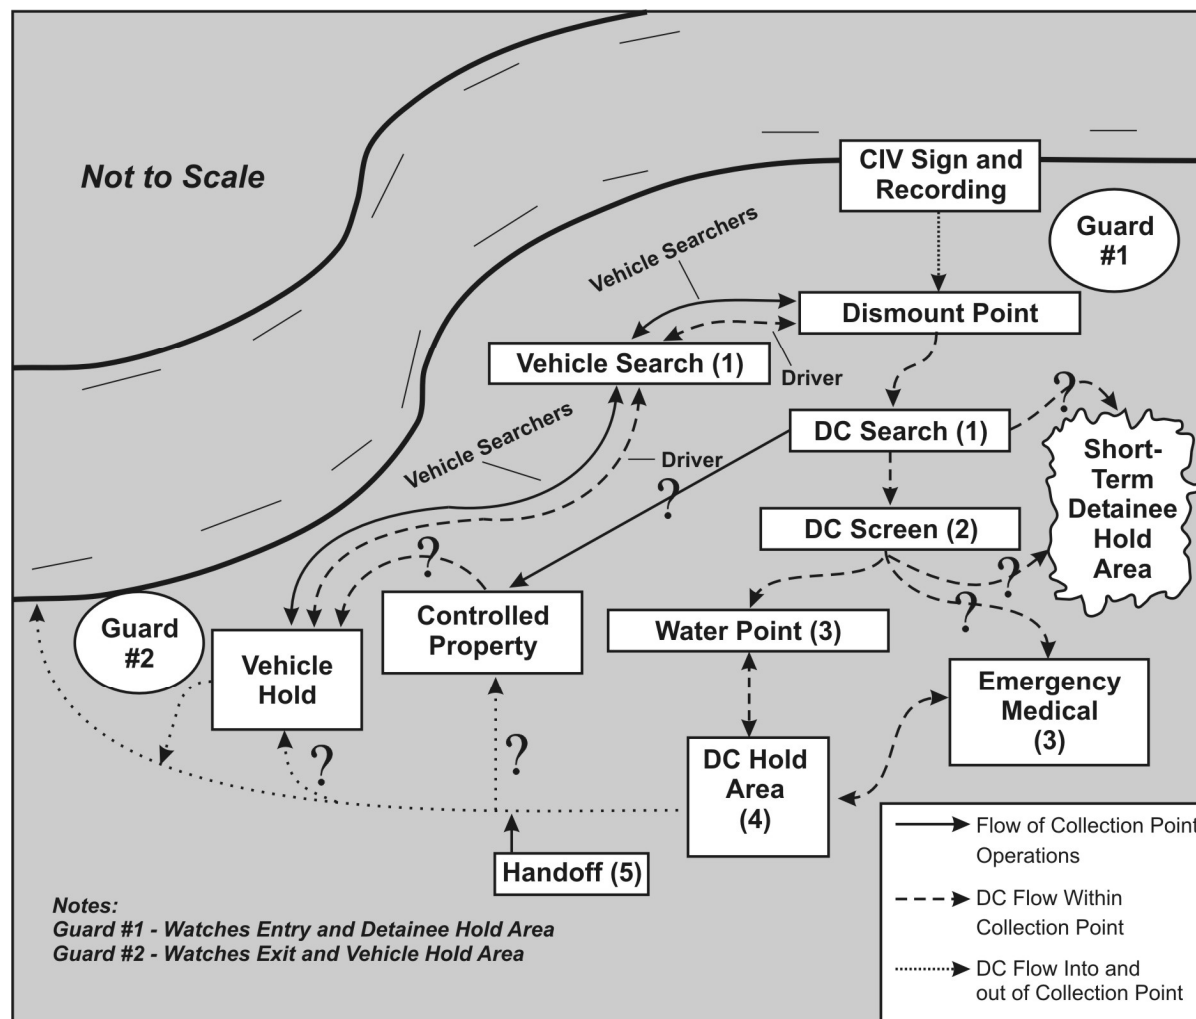 Not to Scale
CIV Sign and
Recording
Guard
#1
Vehicle Searchers
Dismount Point
Vehicle Search (1)
Driver
Vehicle Searchers
Driver
DC Search (1)
?
Short-
Term
Detainee
Hold
Area
?
DC Screen (2)
?
?
?
Guard
#2
Vehicle
Hold
Controlled
Property
Water Point (3)
Emergency
Medical
(3)
?
?
DC Hold
Area
(4)
Handoff (5)
Flow of Collection Point
Operations
DC Flow Within
Collection Point
DC Flow Into and
out of Collection Point
Notes:
Guard #1 - Watches Entry and Detainee Hold Area
Guard #2 - Watches Exit and Vehicle Hold Area